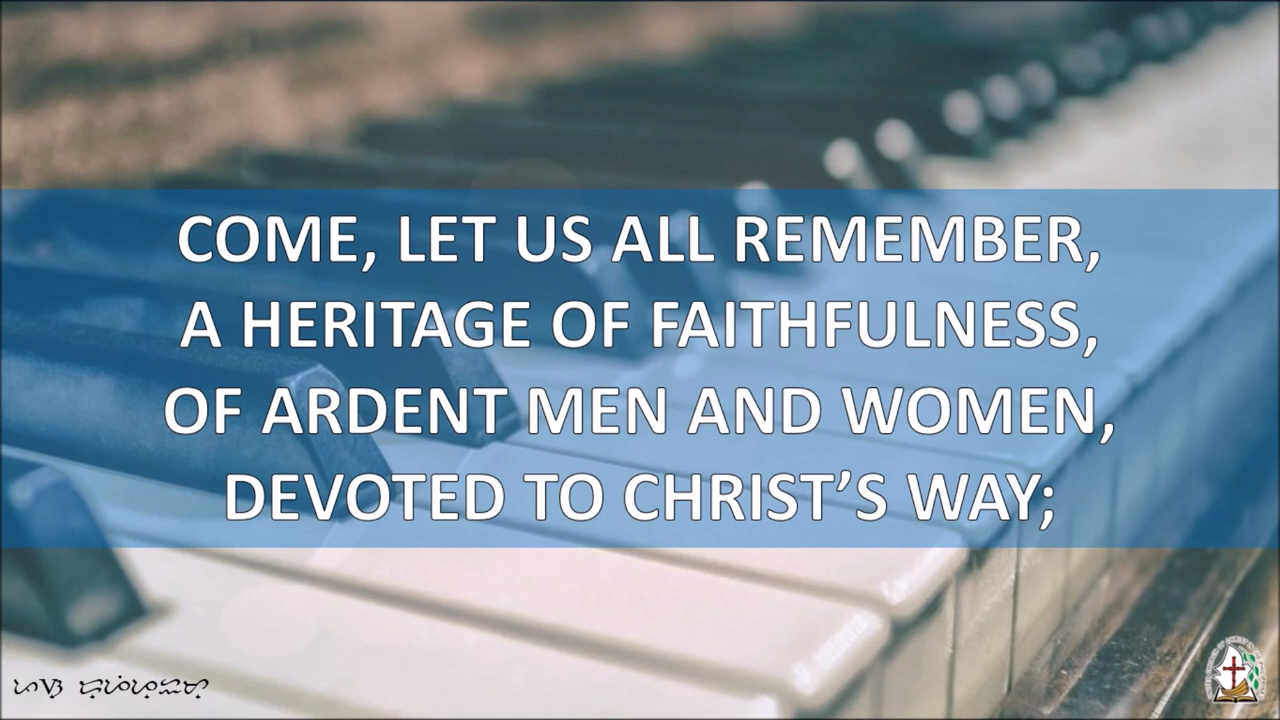 COME, LET US ALL REMEMBER,
A HERITAGE OF FAITHFULNESS,
OF ARDENT MEN AND WOMEN,
DEVOTED TO CHRIST’S WAY;